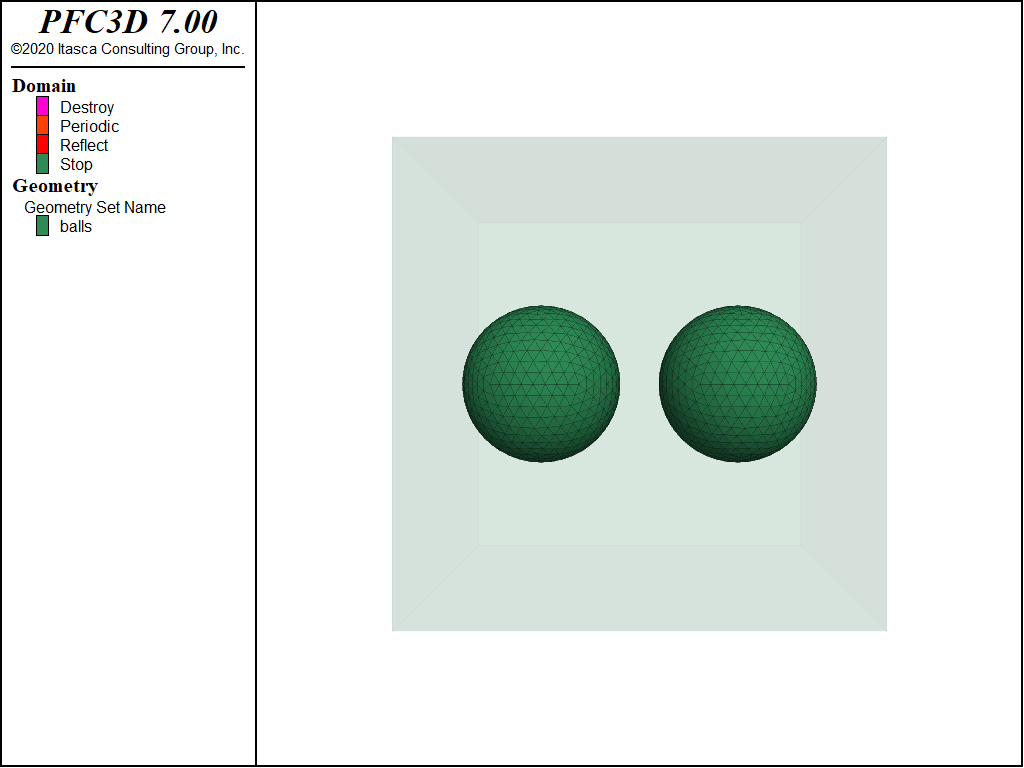 PFC3D 7.00
©2020 Itasca Consulting Group, Inc.
Domain
Destroy
Periodic
Reflect
Stop
Geometry
Geometry Set Name
balls